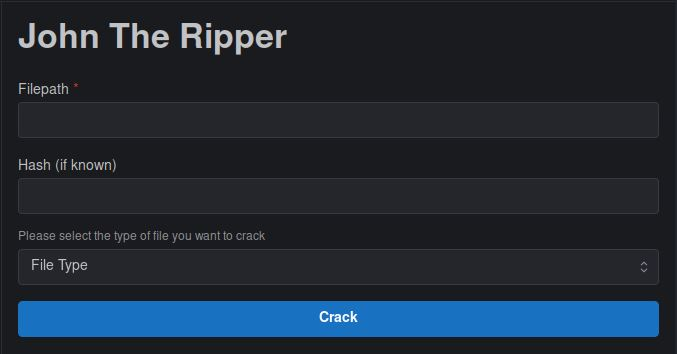 John The Ripper
Filepath *
Hash (if known)
Please select the type of file you want to crack
File Type
Crack